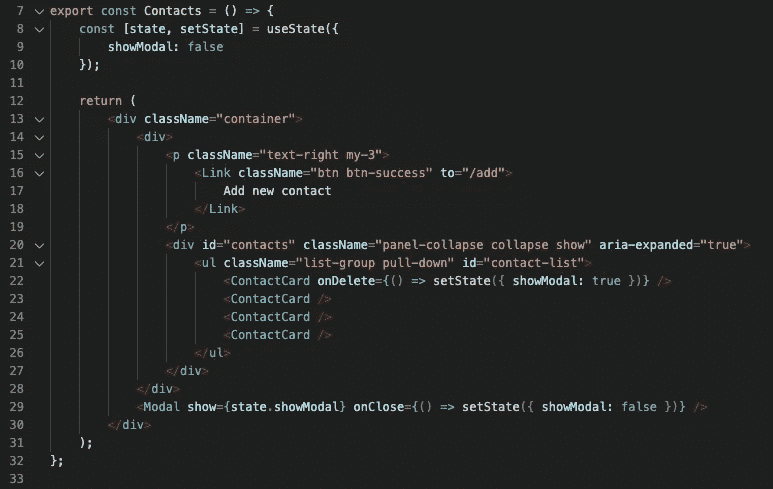 7 export const Contacts = () => {
8     const [state, setState] = useState({
9         showModal: false
10     });
11
12     return (
13         <div className="container">
14             <div>
15                 <p className="text-right my-3">
16                     <Link className="btn btn-success" to="/add">
17                         Add new contact
18                     </Link>
19                 </p>
20                 <div id="contacts" className="panel-collapse collapse show" aria-expanded="true">
21                     <ul className="list-group pull-down" id="contact-list">
22                         <ContactCard onDelete={() => setState({ showModal: true })} />
23                         <ContactCard />
24                         <ContactCard />
25                         <ContactCard />
26                     </ul>
27                 </div>
28             </div>
29             <Modal show={state.showModal} onClose={() => setState({ showModal: false })} />
30         </div>
31     );
32 };
33